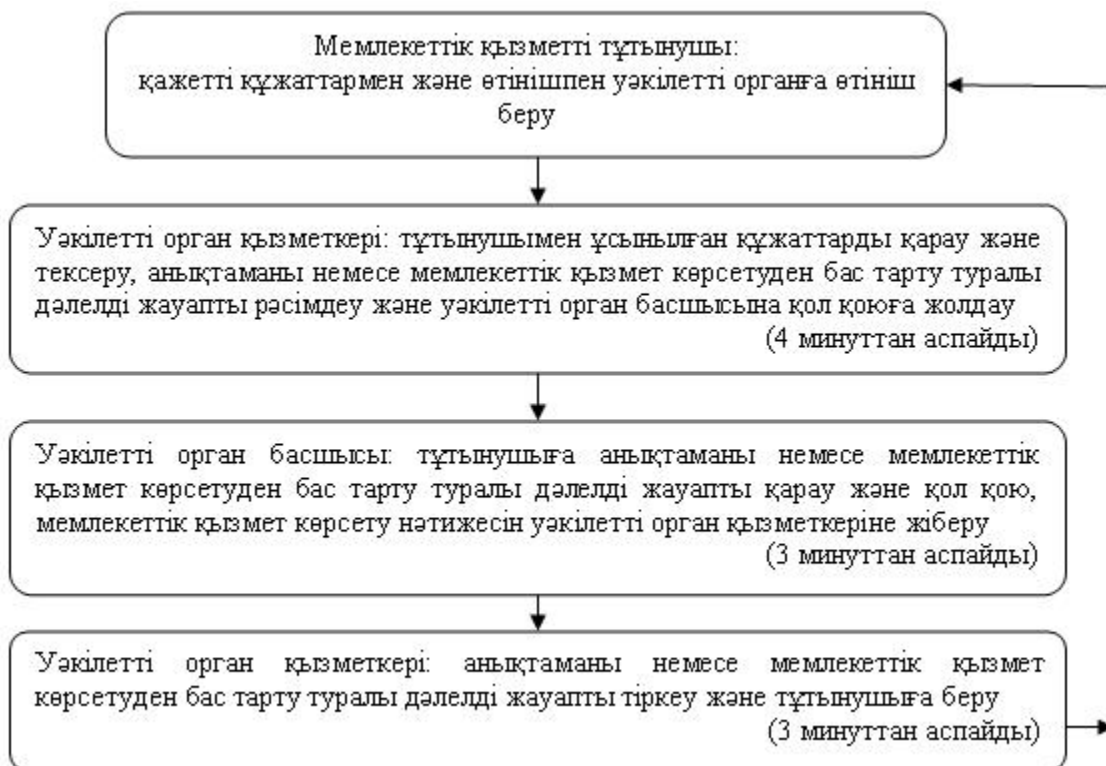 Мемлекеттік қызметті тұтынушы:
қажетті құжаттармен және өтінішпен уәкілетті органға өтініш
беру
Уәкілетті орган қызметкері: тұтынушымен ұсынылған құжаттарды қарау және
тексеру, анықтаманы немесе мемлекеттік қызмет көрсетуден бас тарту туралы
дәлелді жауапты рәсімдеу және уәкілетті орган басшысына қол қоюға жолдау
(4 минуттан аспайды)
Уәкілетті орган басшысы: тұтынушыға анықтаманы немесе мемлекеттік
қызмет көрсетуден бас тарту туралы дәлелді жауапты қарау және қол қою,
мемлекеттік қызмет көрсету нәтижесін уәкілетті орган қызметкеріне жіберу
(3 минуттан аспайды)
Уәкілетті орган қызметкері: анықтаманы немесе мемлекеттік қызмет
көрсетуден бас тарту туралы дәлелді жауапты тіркеу және тұтынушыға беру
(3 минуттан аспайды)